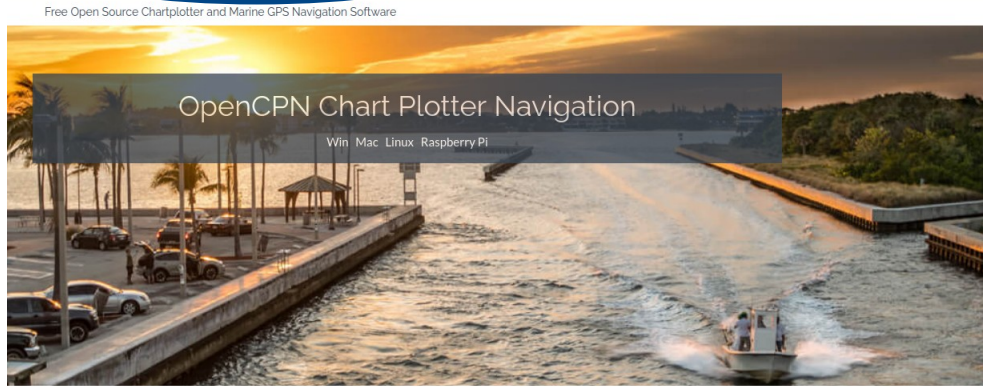 Free Open Source Chartplotter and Marine GPS Navigation Software
OpenCPN Chart Plotter Navigation
Win Mac Linux Raspberry Pi